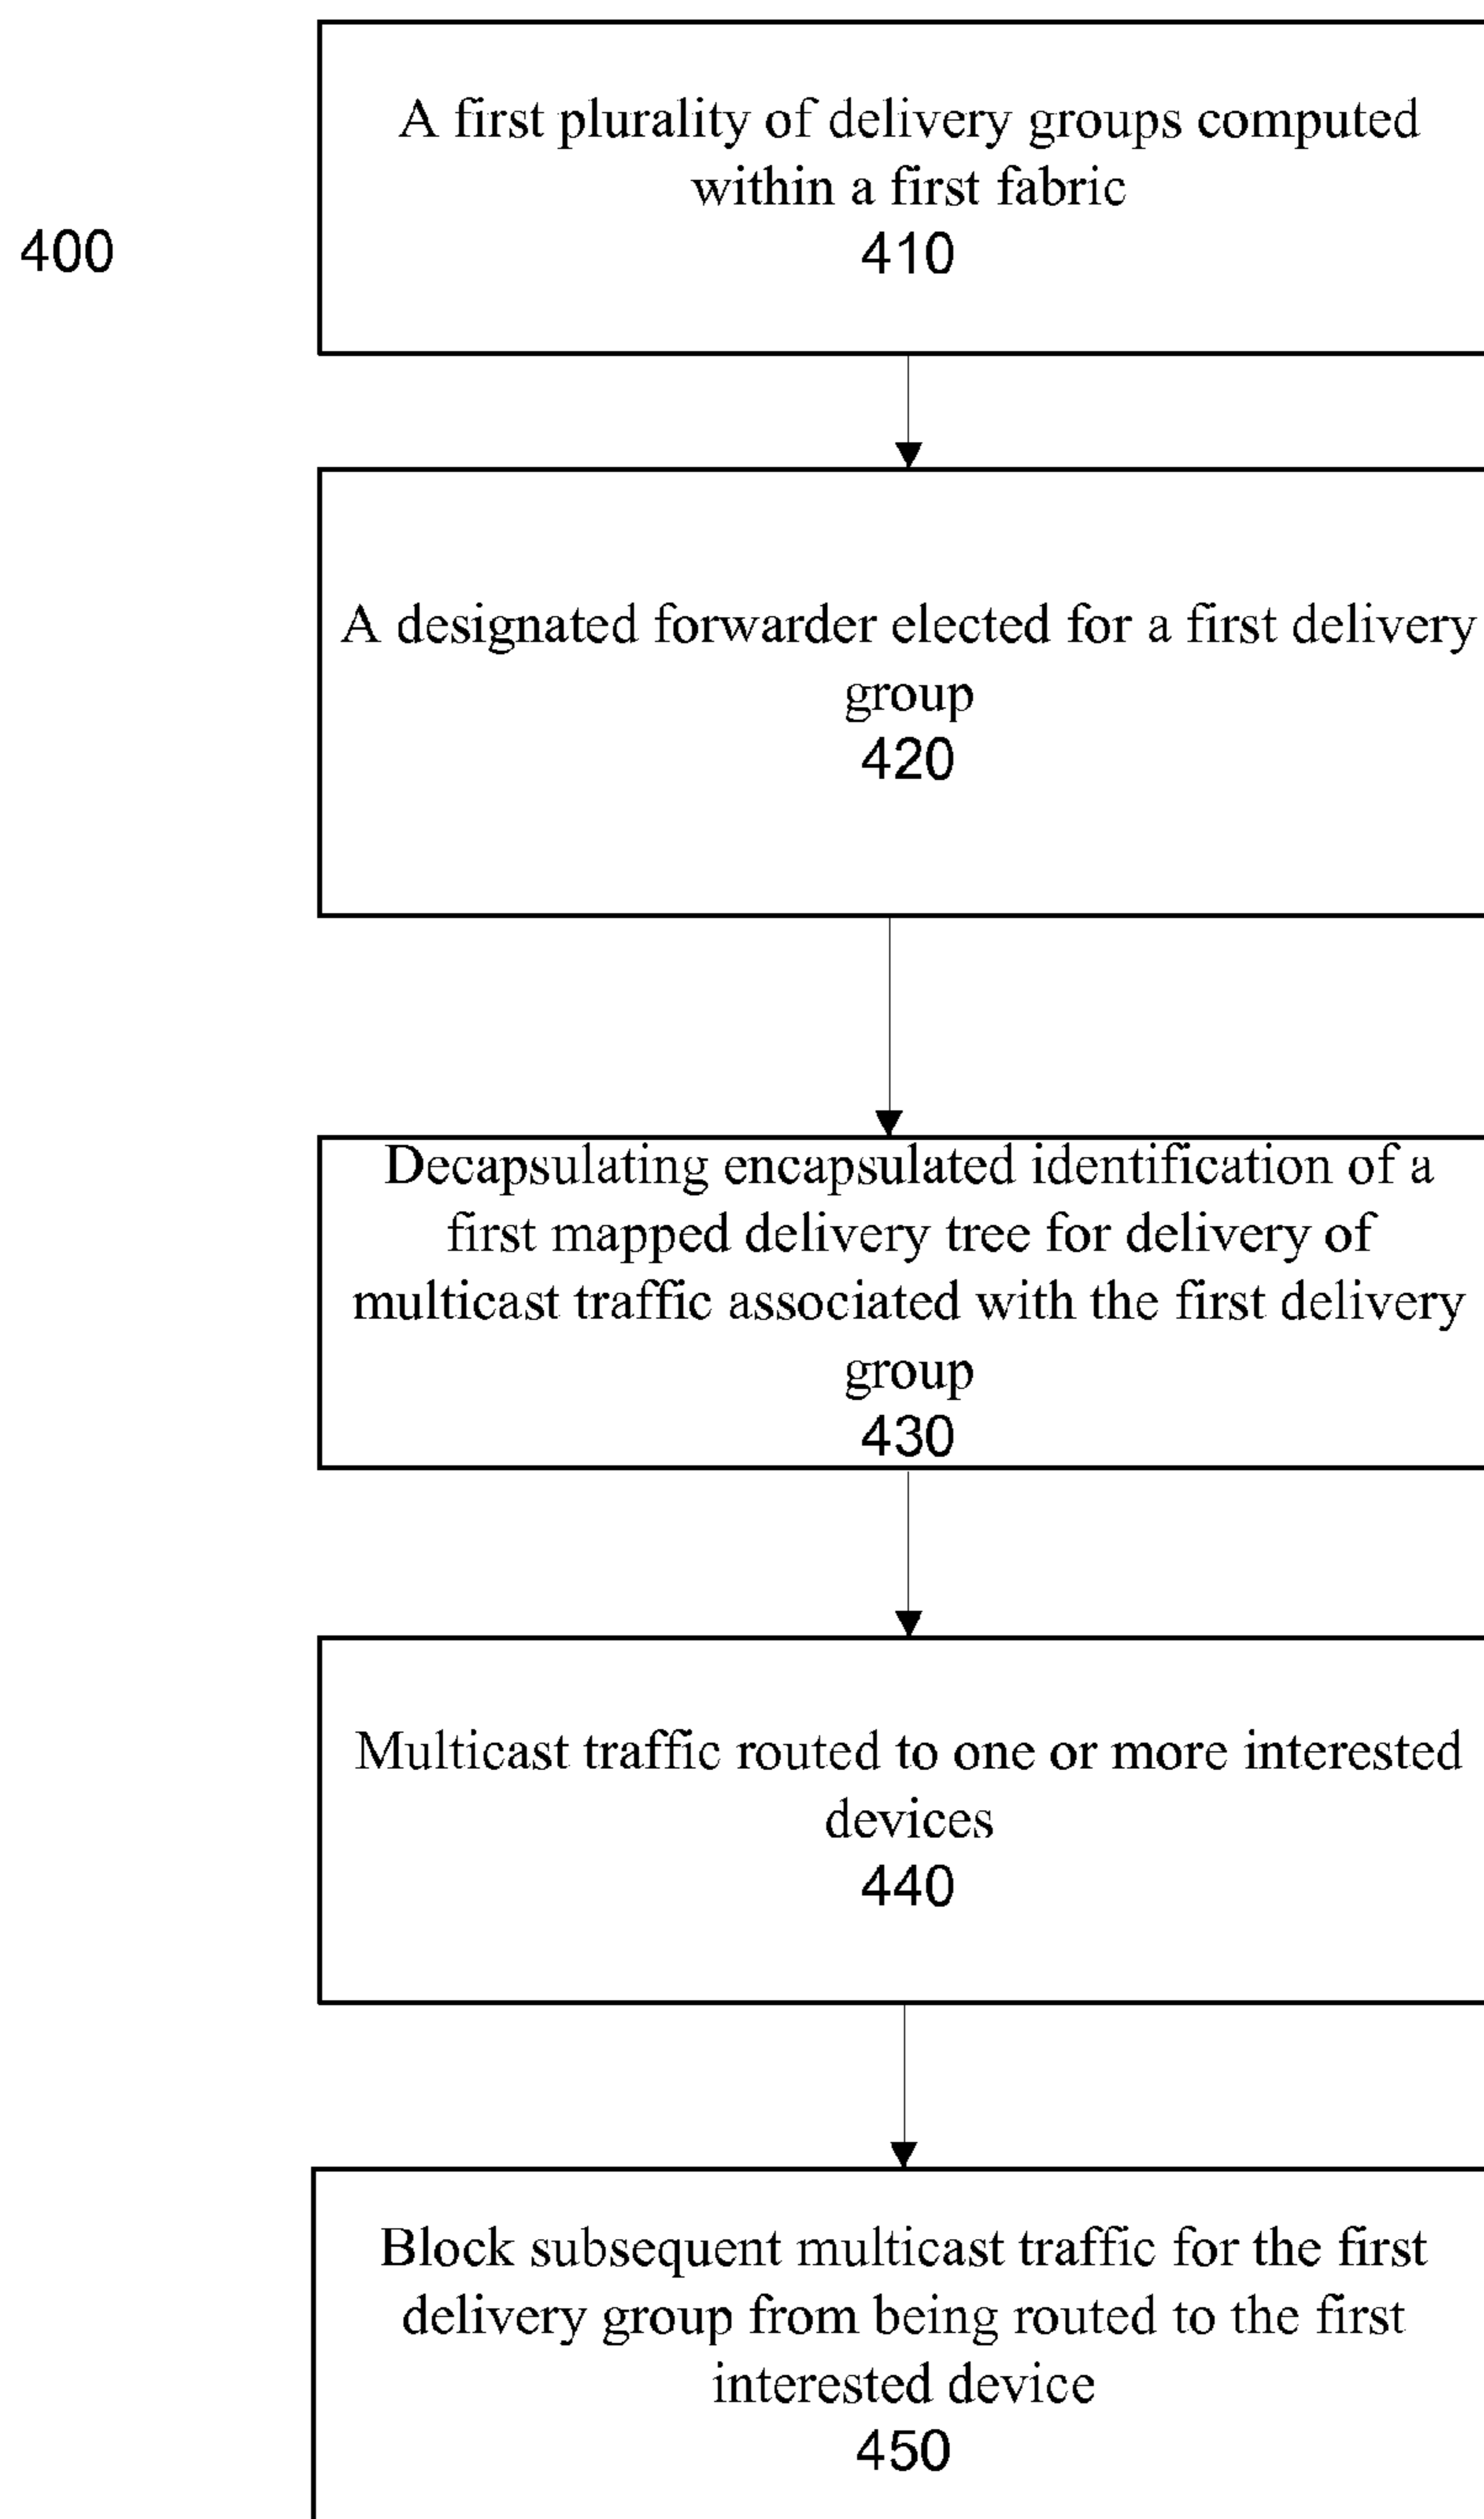 A first plurality of delivery groups computed
within a first fabric
410
400
A designated forwarder elected for a first delivery
group
420
Decapsulating encapsulated identification of a
first mapped delivery tree for delivery of
multicast traffic associated with the first delivery
group
430
Multicast traffic routed to one or more interested
devices
440
Block subsequent multicast traffic for the first
delivery group from being routed to the first
interested device
450